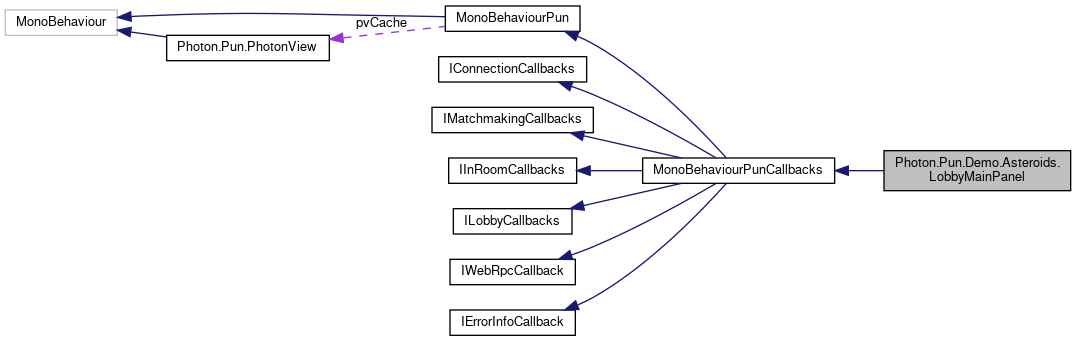 MonoBehaviour
pvCache
MonoBehaviourPun
Photon.Pun.PhotonView
IConnectionCallbacks
IMatchmakingCallbacks
IInRoomCallbacks
MonoBehaviourPunCallbacks
Photon.Pun.Demo.Asteroids.
LobbyMainPanel
ILobbyCallbacks
IWebRpcCallback
IErrorInfoCallback